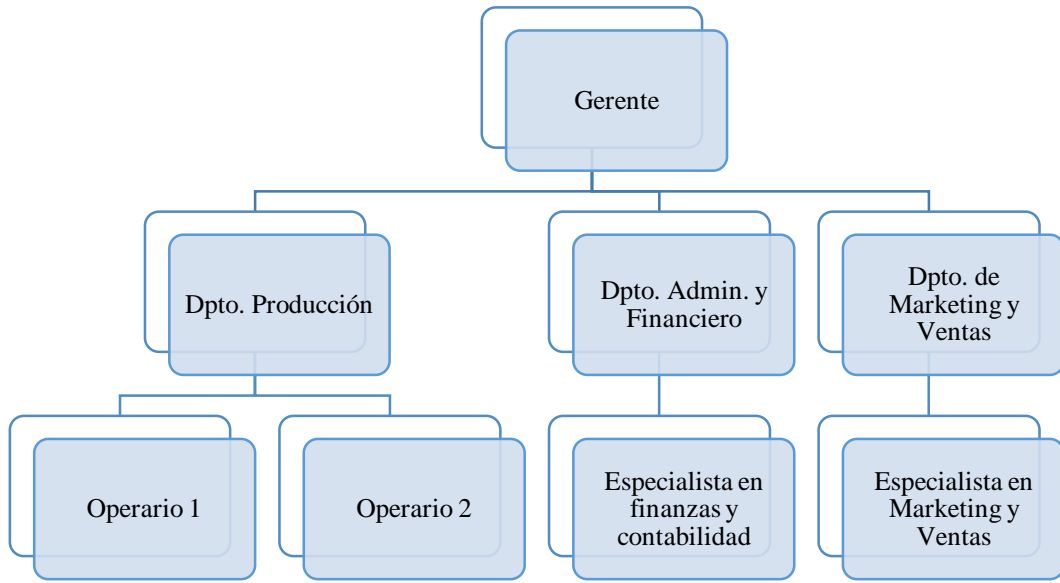 Gerente
Dpto. Producción
Dpto. Admin. y
Financiero
Dpto. de
Marketing y
Ventas
Operario 1
Operario 2
Especialista en
finanzas y
contabilidad
Especialista en
Marketing y
Ventas